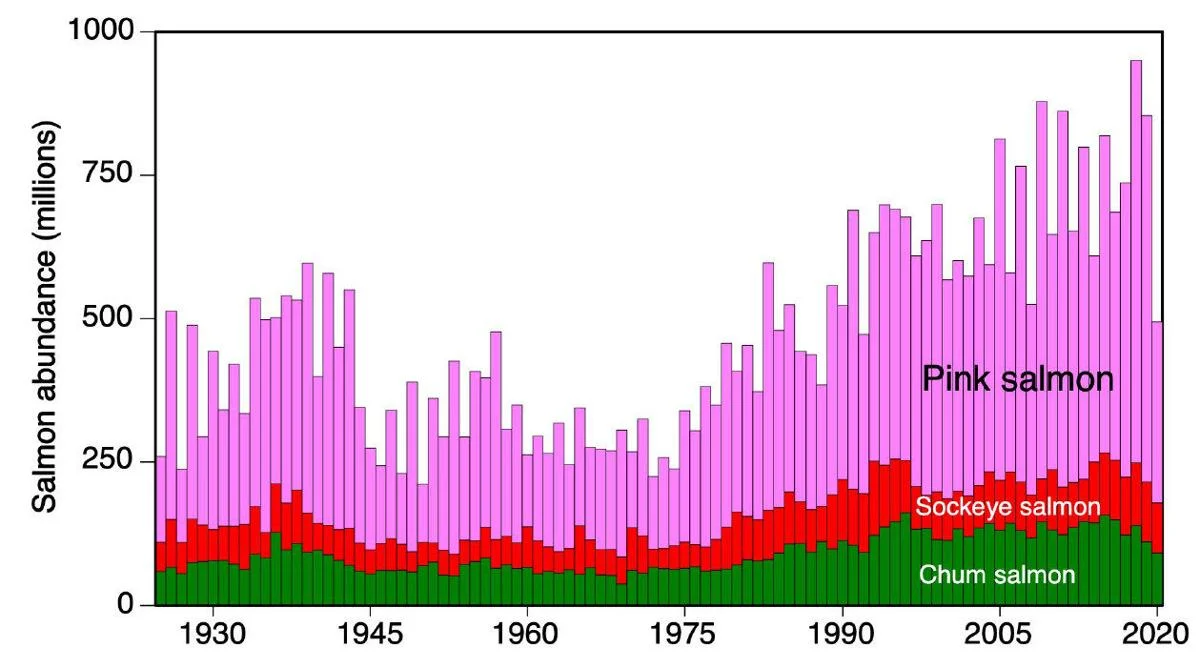 1000
750
500
250
0
Salmon abundance (millions)
Pink salmon
Sockeye salmon
Chum salmon
1930 1945 1960 1975 1990 2005 2020